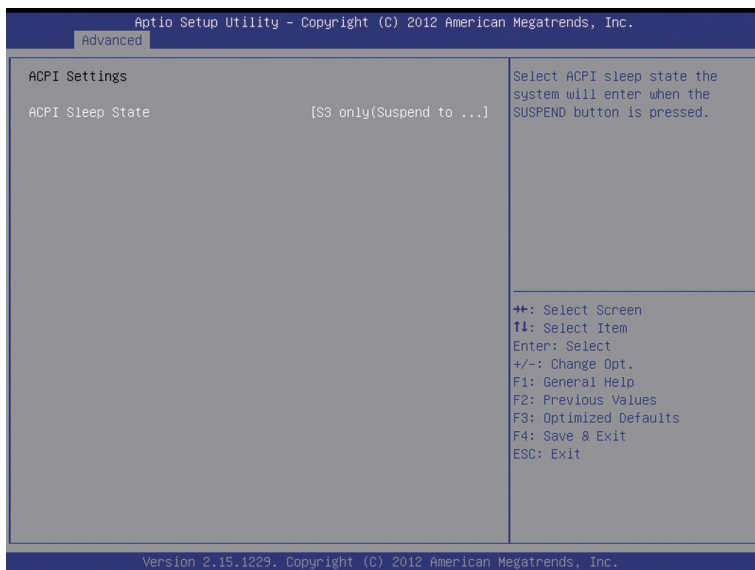 Aptio Setup Utility – Copyright (C) 2012 American Megatrends, Inc.
Advanced
ACPI Settings
ACPI Sleep State [S3 only(Suspend to ...]
Select ACPI sleep state the
system will enter when the
SUSPEND button is pressed.
→←: Select Screen
↑↓: Select Item
Enter: Select
+/-: Change Opt.
F1: General Help
F2: Previous Values
F3: Optimized Defaults
F4: Save & Exit
ESC: Exit
Version 2.15.1229. Copyright (C) 2012 American Megatrends, Inc.